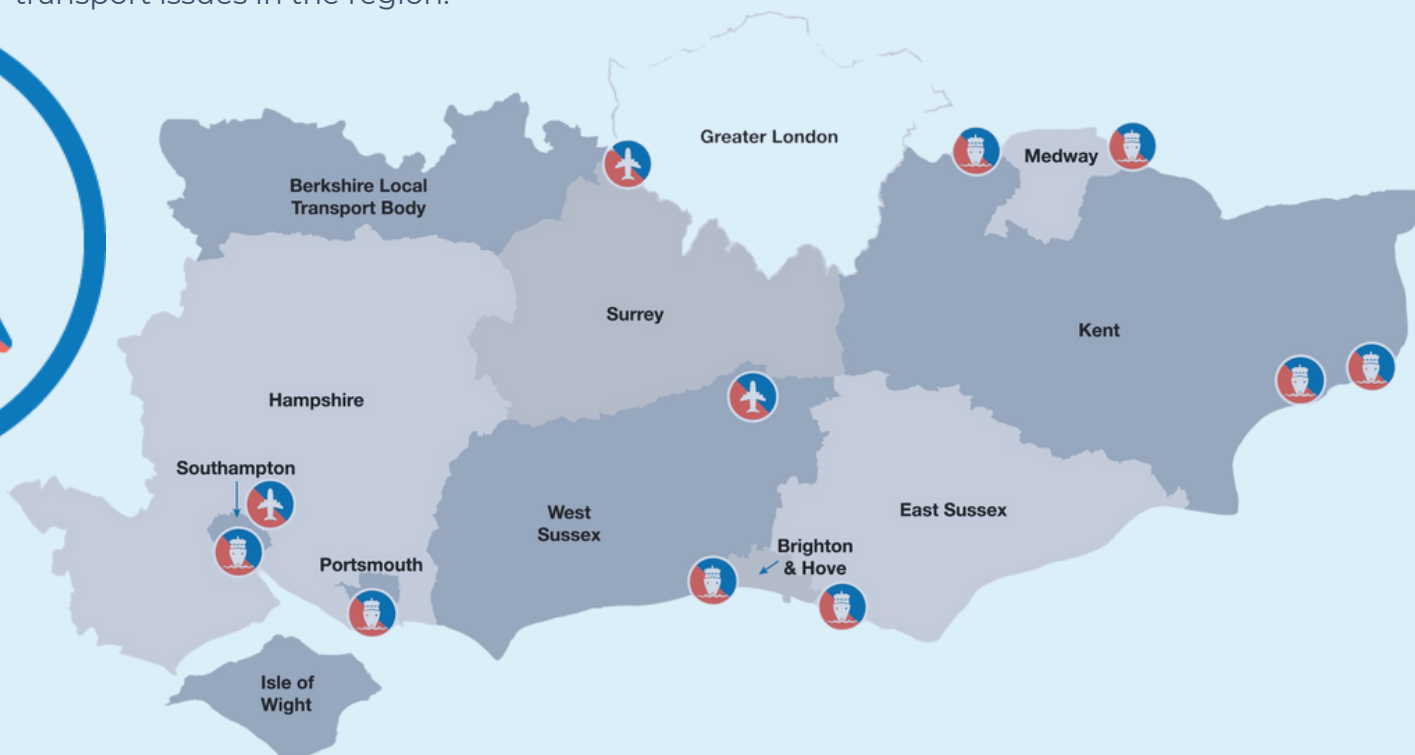 transport issues in the region.
Greater London
Medway
Berkshire Local
Transport Body
Surrey
Kent
Hampshire
Southampton
West
Sussex
East Sussex
Brighton
& Hove
Portsmouth
Isle of
Wight